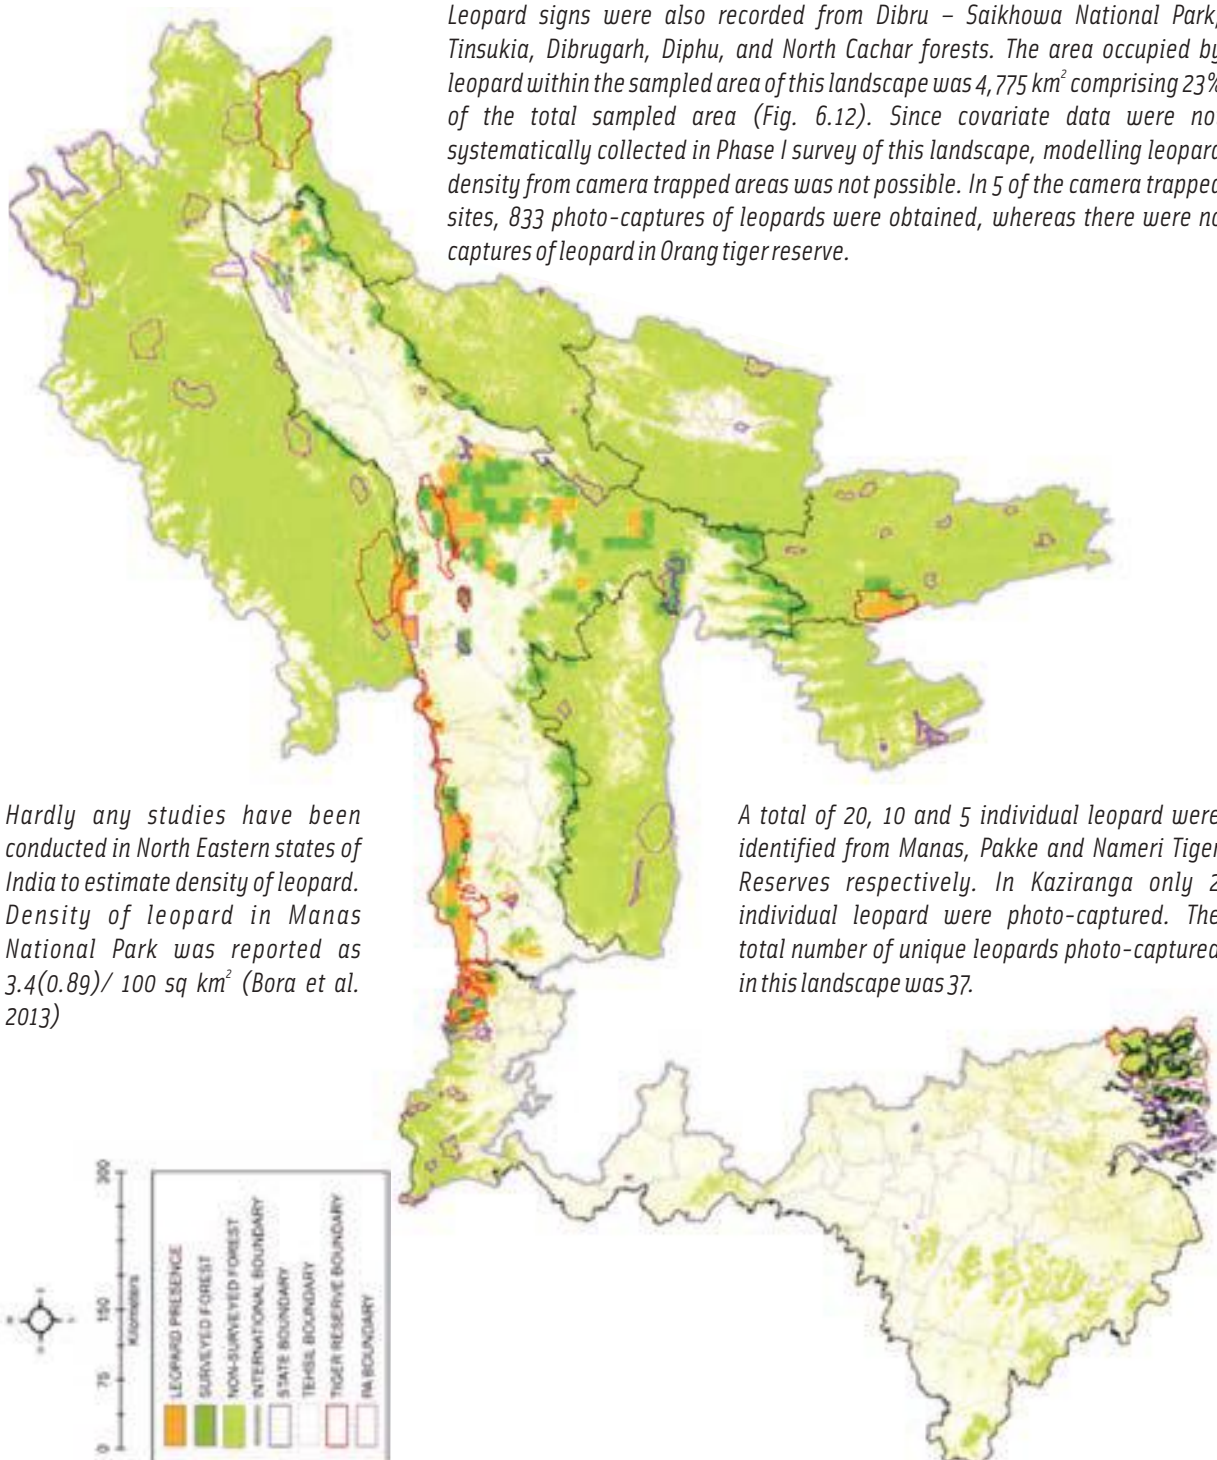 Leopard signs were also recorded from Dibru – Saikhowa National Park,
Tinsukia, Dibrugarh, Diphu, and North Cachar forests. The area occupied by
leopard within the sampled area of this landscape was 4,775 km² comprising 23%
of the total sampled area (Fig. 6.12). Since covariate data were no
systematically collected in Phase I survey of this landscape, modelling leopard
density from camera trapped areas was not possible. In 5 of the camera trapped
sites, 833 photo-captures of leopards were obtained, whereas there were no
captures of leopard in Orang tiger reserve.
Hardly any studies have been
conducted in North Eastern states of
India to estimate density of leopard.
Density of leopard in Manas
National Park was reported as
3.4(0.89)/ 100 sq km² (Bora et al.
2013)
A total of 20, 10 and 5 individual leopard were
identified from Manas, Pakke and Nameri Tiger
Reserves respectively. In Kaziranga only 2
individual leopard were photo-captured. The
total number of unique leopards photo-captured
in this landscape was 37.
0 75 150 300
Kilometers
LEOPARD PRESENCE
SURVEYED FOREST
NON-SURVEYED FOREST
INTERNATIONAL BOUNDARY
STATE BOUNDARY
TEHSIL BOUNDARY
TIGER RESERVE BOUNDARY
PA BOUNDARY